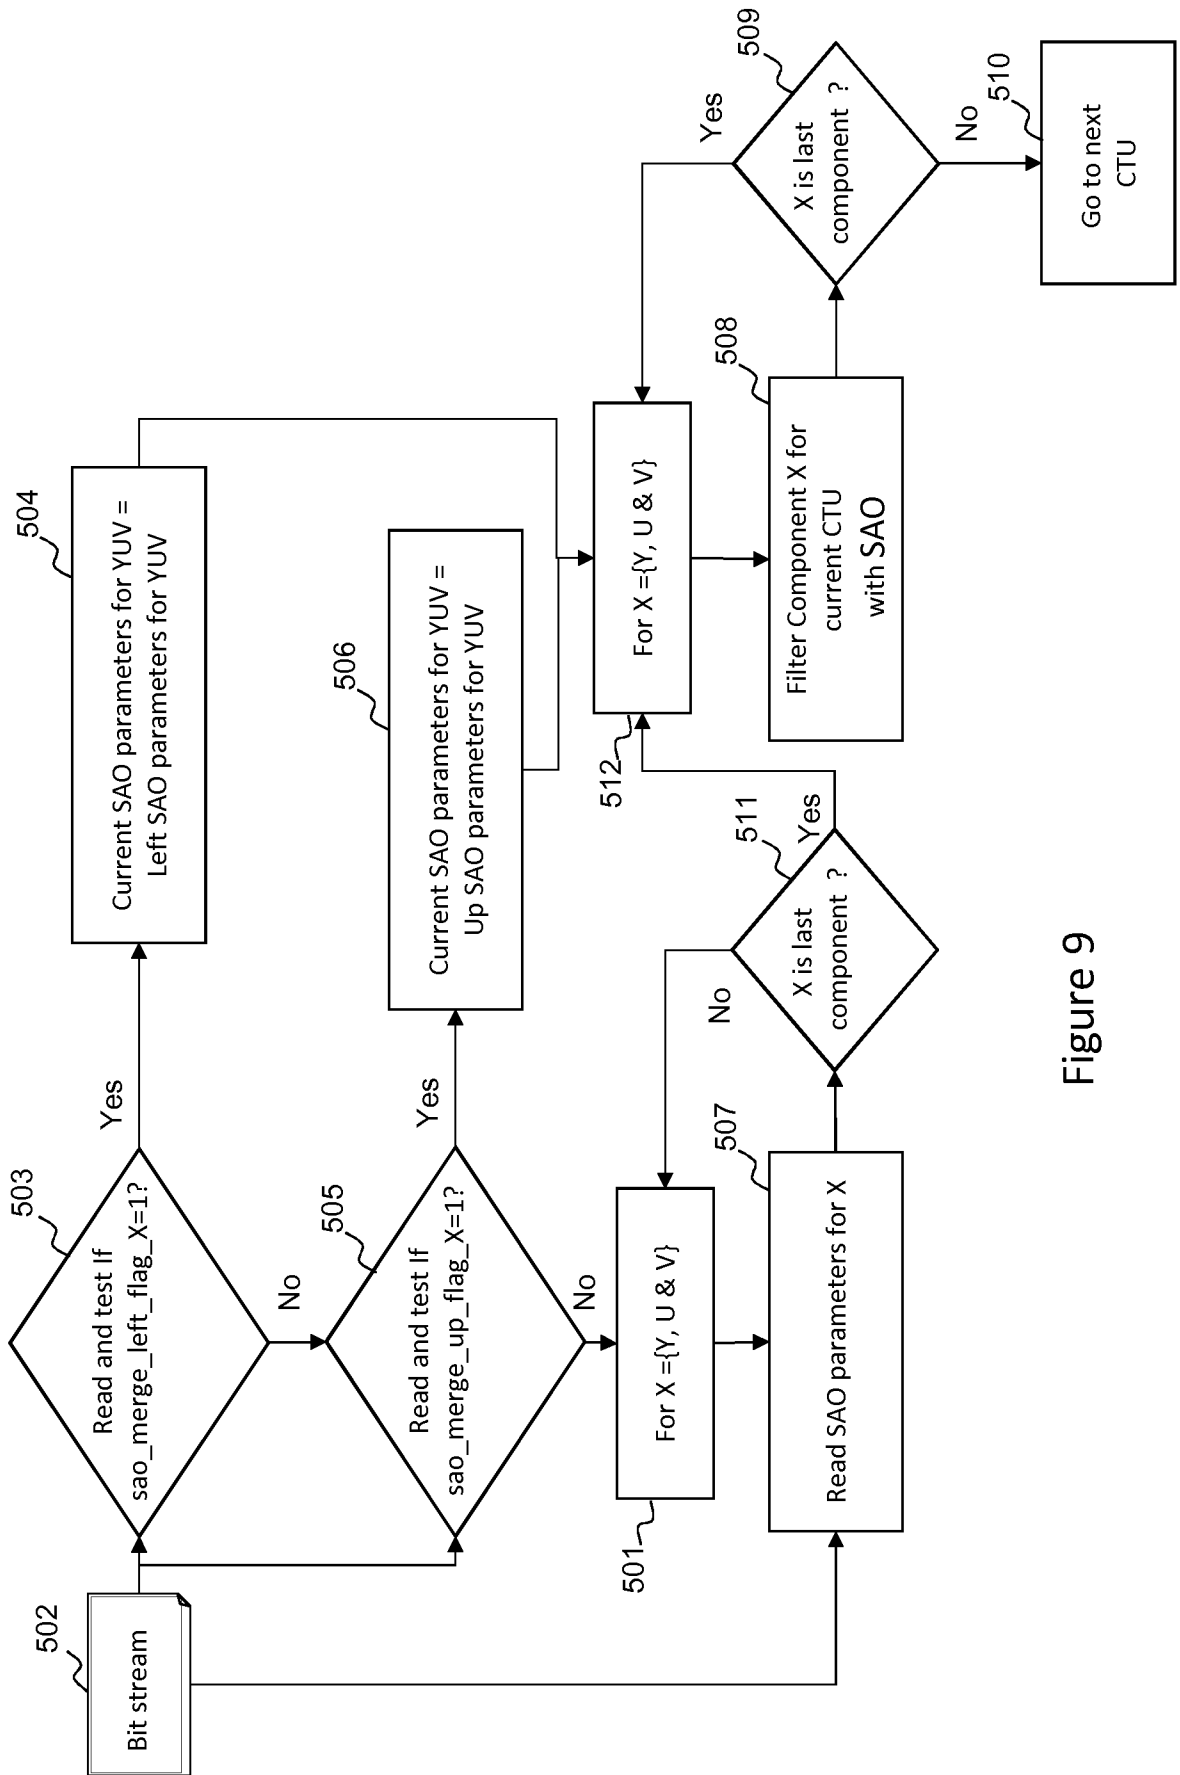 502
Bit stream
503
Read and test If
sao_merge_left_flag_X=1?
Yes
No
504
Current SAO parameters for YUV =
Left SAO parameters for YUV
505
Read and test If
sao_merge_up_flag_X=1?
Yes
No
506
Current SAO parameters for YUV =
Up SAO parameters for YUV
501
For X ={Y, U & V}
507
Read SAO parameters for X
511
X is last
component ?
No
Yes
512
For X ={Y, U & V}
508
Filter Component X for
current CTU
with SAO
509
X is last
component ?
Yes
No
510
Go to next
CTU
Figure 9